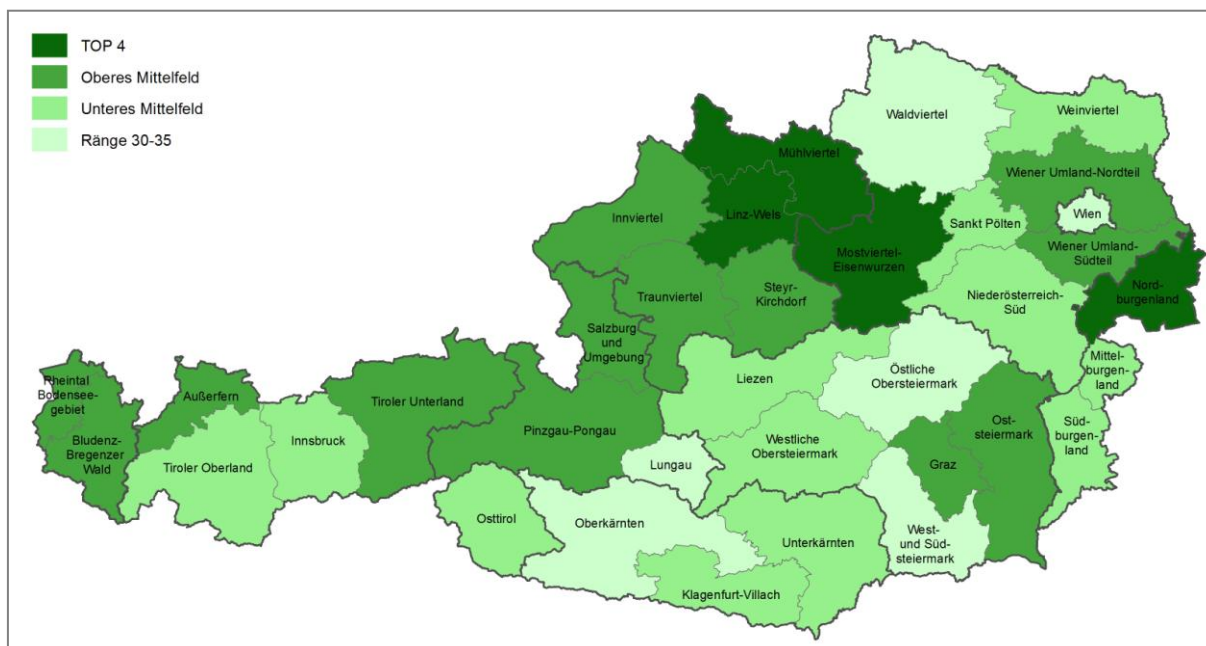 TOP 4
Oberes Mittelfeld
Unteres Mittelfeld
Ränge 30-35
Waldviertel
Weinviertel
Mühlviertel
Wiener Umland-Nordteil
Linz-Wels
Innviertel
Wien
Sankt Pölten
Mostviertel-
Eisenwurzen
Wiener Umland-
Südteil
Steyr-
Kirchdorf
Traunviertel
Nord-
burgenland
Niederösterreich-
Süd
Salzburg
und
Umgebung
Mittel-
burgen-
land
Östliche
Obersteiermark
Liezen
Rheintal
Bodensee-
gebiet
Außerfern
Tiroler Unterland
Ost-
steiermark
Süd-
burgen-
land
Pinzgau-Pongau
Innsbruck
Bludenz-
Bregenzer
Wald
Westliche
Obersteiermark
Tiroler Oberland
Lungau
Graz
Osttirol
Oberkärnten
West-
und Süd-
steiermark
Unterkärnten
Klagenfurt-Villach